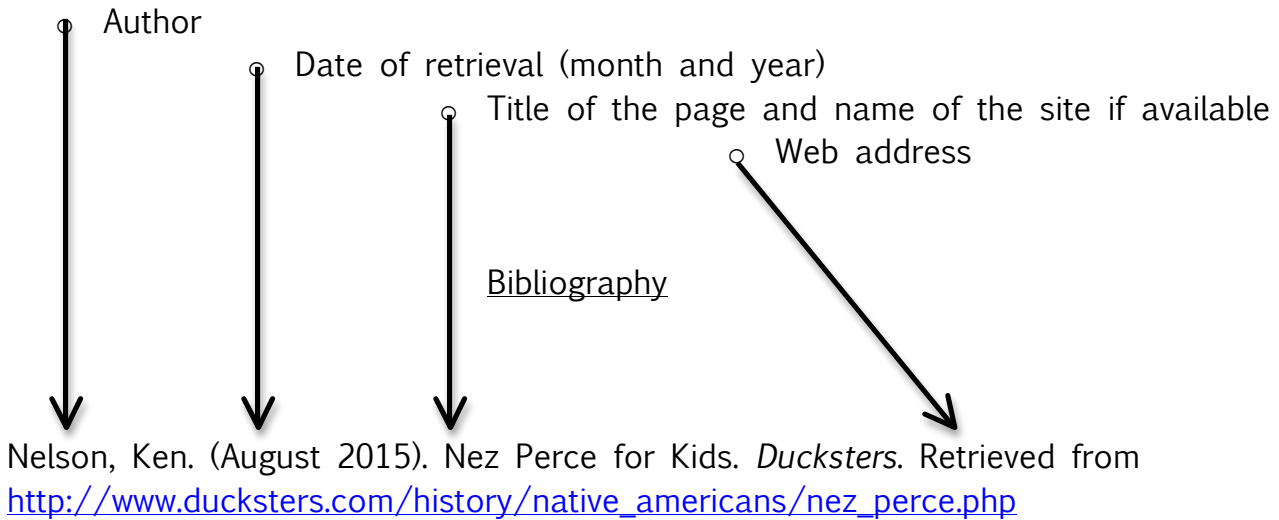 Author
Date of retrieval (month and year)
Title of the page and name of the site if available
Web address
Bibliography
Nelson, Ken. (August 2015). Nez Perce for Kids. Ducksters. Retrieved from
http://www.ducksters.com/history/native_americans/nez_perce.php